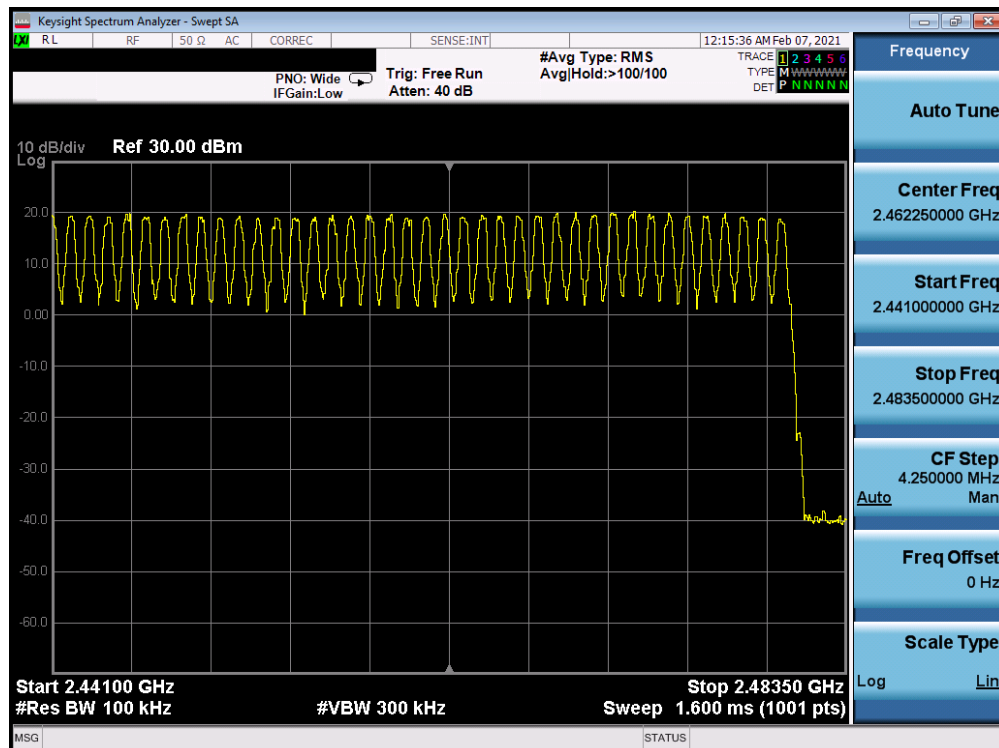 Keysight Spectrum Analyzer - Swept SA
LXI RL RF 50 Ω AC CORREC SENSE:INT 12:15:36 AM Feb 07, 2021
PNO: Wide
IFGain:Low
Trig: Free Run
Atten: 40 dB
#Avg Type: RMS
Avg|Hold:>100/100
TRACE 1 2 3 4 5 6
TYPE M WWWWW
DET P N N N N N
10 dB/div Ref 30.00 dBm
Log
20.0
10.0
0.00
-10.0
-20.0
-30.0
-40.0
-50.0
-60.0
Start 2.44100 GHz Stop 2.48350 GHz
#Res BW 100 kHz #VBW 300 kHz Sweep 1.600 ms (1001 pts)
MSG STATUS
Frequency
Auto Tune
Center Freq
2.462250000 GHz
Start Freq
2.441000000 GHz
Stop Freq
2.483500000 GHz
CF Step
4.250000 MHz
Auto Man
Freq Offset
0 Hz
Scale Type
Log Lin